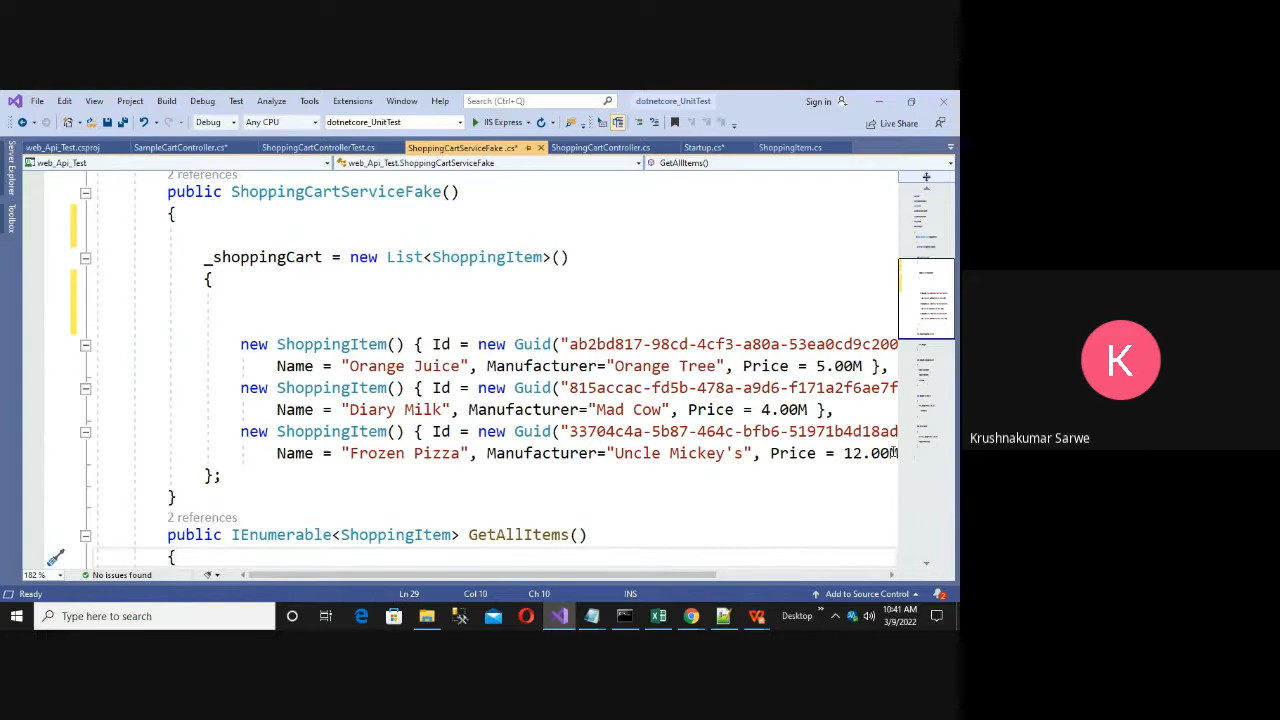 File Edit View Project Build Debug Test Analyze Tools Extensions Window Help Search (Ctrl+Q) dotnetcore_UnitTest Sign in
Debug Any CPU dotnetcore_UnitTest IIS Express Live Share
web_Api_Test.csproj SampleCartController.cs* ShoppingCartControllerTest.cs ShoppingCartServiceFake.cs* ShoppingCartController.cs Startup.cs* ShoppingItem.cs
web_Api_Test web_Api_Test.ShoppingCartServiceFake GetAllItems()
Server Explorer
Toolbox
2 references
public ShoppingCartServiceFake()
{
_shoppingCart = new List<ShoppingItem>()
{
new ShoppingItem() { Id = new Guid("ab2bd817-98cd-4cf3-a80a-53ea0cd9c200
Name = "Orange Juice", Manufacturer="Orange Tree", Price = 5.00M },
new ShoppingItem() { Id = new Guid("815accac-fd5b-478a-a9d6-f171a2f6ae7f
Name = "Diary Milk", Manufacturer="Mad Cow", Price = 4.00M },
new ShoppingItem() { Id = new Guid("33704c4a-5b87-464c-bfb6-51971b4d18ad
Name = "Frozen Pizza", Manufacturer="Uncle Mickey's", Price = 12.00M
};
}
2 references
public IEnumerable<ShoppingItem> GetAllItems()
{
182 % No issues found
Ready Ln 29 Col 10 Ch 10 INS Add to Source Control 2
Type here to search Desktop 10:41 AM
3/9/2022
K
Krushnakumar Sarwe